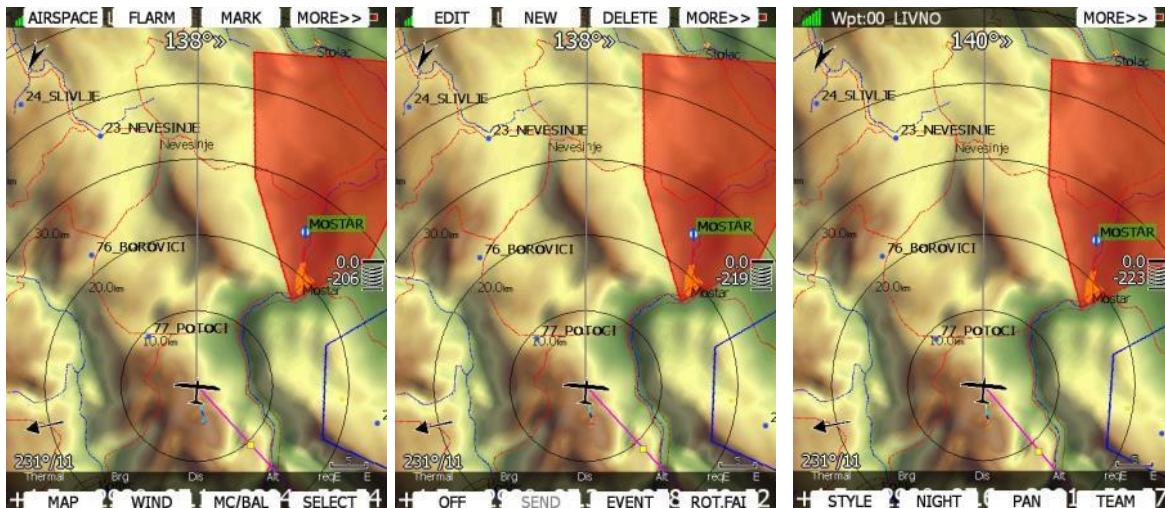 AIRSPACE FLARM MARK MORE>>
138°»
Stolac
24_SLIVLJE
23_NEVESINJE
Nevesinje
MOSTAR
30.0km
76_BOROVICI
0.0
-206
20.0km
Mostar
77_POTOCI
10.0km
231°/11
5
Thermal Brg Dis Alt reqE E
MAP WIND MC/BAL SELECT
EDIT NEW DELETE MORE>>
138°»
Stolac
24_SLIVLJE
23_NEVESINJE
Nevesinje
MOSTAR
30.0km
76_BOROVICI
0.0
-219
20.0km
Mostar
77_POTOCI
10.0km
231°/11
5
Thermal Brg Dis Alt reqE E
OFF SEND EVENT ROT.FAI
Wpt:00_LIVNO MORE>>
140°»
Stolac
24_SLIVLJE
23_NEVESINJE
Nevesinje
MOSTAR
30.0km
76_BOROVICI
0.0
-223
20.0km
Mostar
77_POTOCI
10.0km
231°/11
5
Thermal Brg Dis Alt reqE E
STYLE NIGHT PAN TEAM